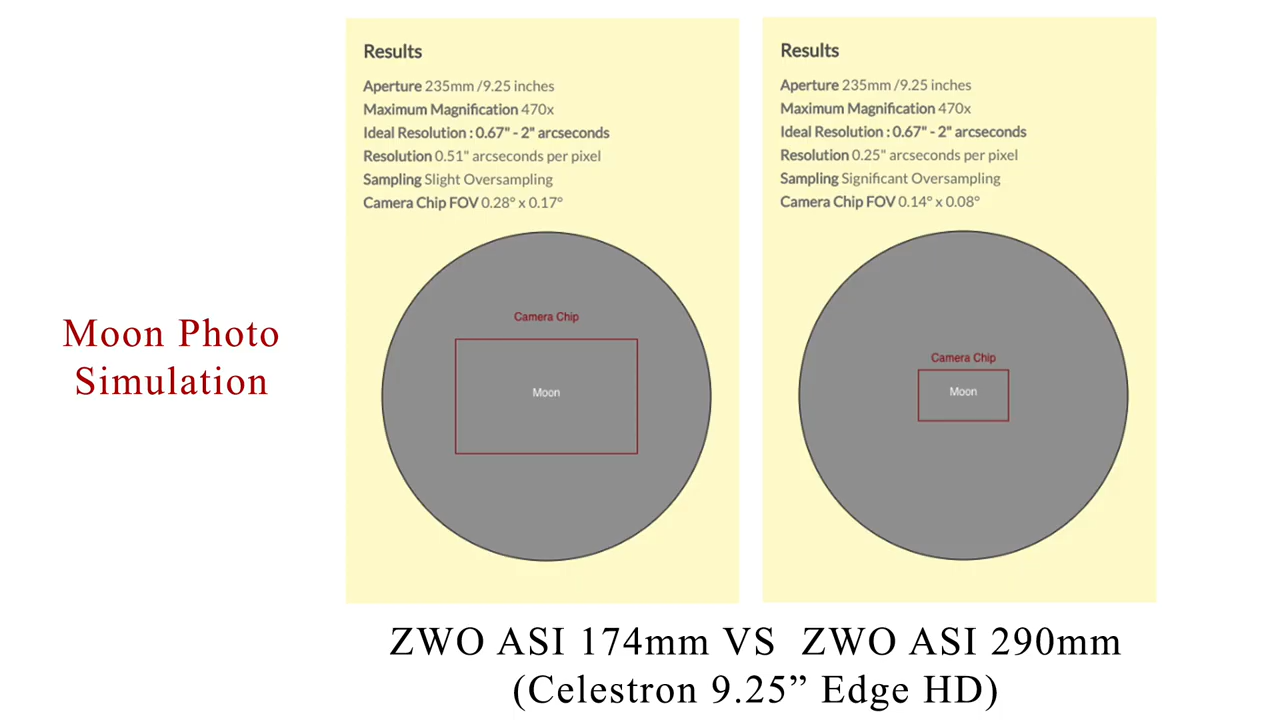 Results
Aperture 235mm /9.25 inches
Maximum Magnification 470x
Ideal Resolution : 0.67" - 2" arcseconds
Resolution 0.51" arcseconds per pixel
Sampling Slight Oversampling
Camera Chip FOV 0.28° x 0.17°
Camera Chip
Moon
Results
Aperture 235mm /9.25 inches
Maximum Magnification 470x
Ideal Resolution : 0.67" - 2" arcseconds
Resolution 0.25" arcseconds per pixel
Sampling Significant Oversampling
Camera Chip FOV 0.14° x 0.08°
Camera Chip
Moon
Moon Photo
Simulation
ZWO ASI 174mm VS  ZWO ASI 290mm
(Celestron 9.25” Edge HD)